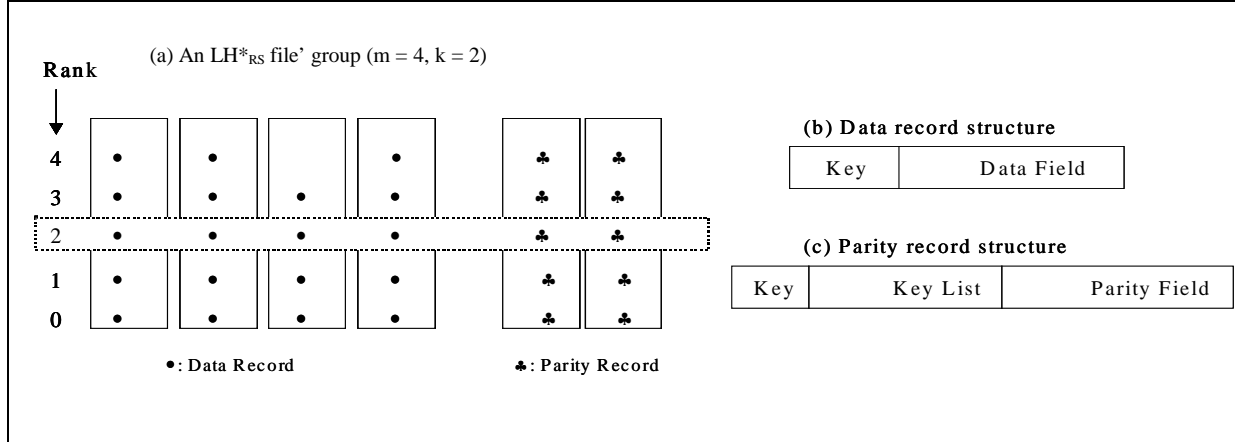 (a) An LH*RS file' group (m = 4, k = 2)
Rank
4
3
2
1
0
●: Data Record
♣: Parity Record
(b) Data record structure
Key Data Field
(c) Parity record structure
Key Key List Parity Field